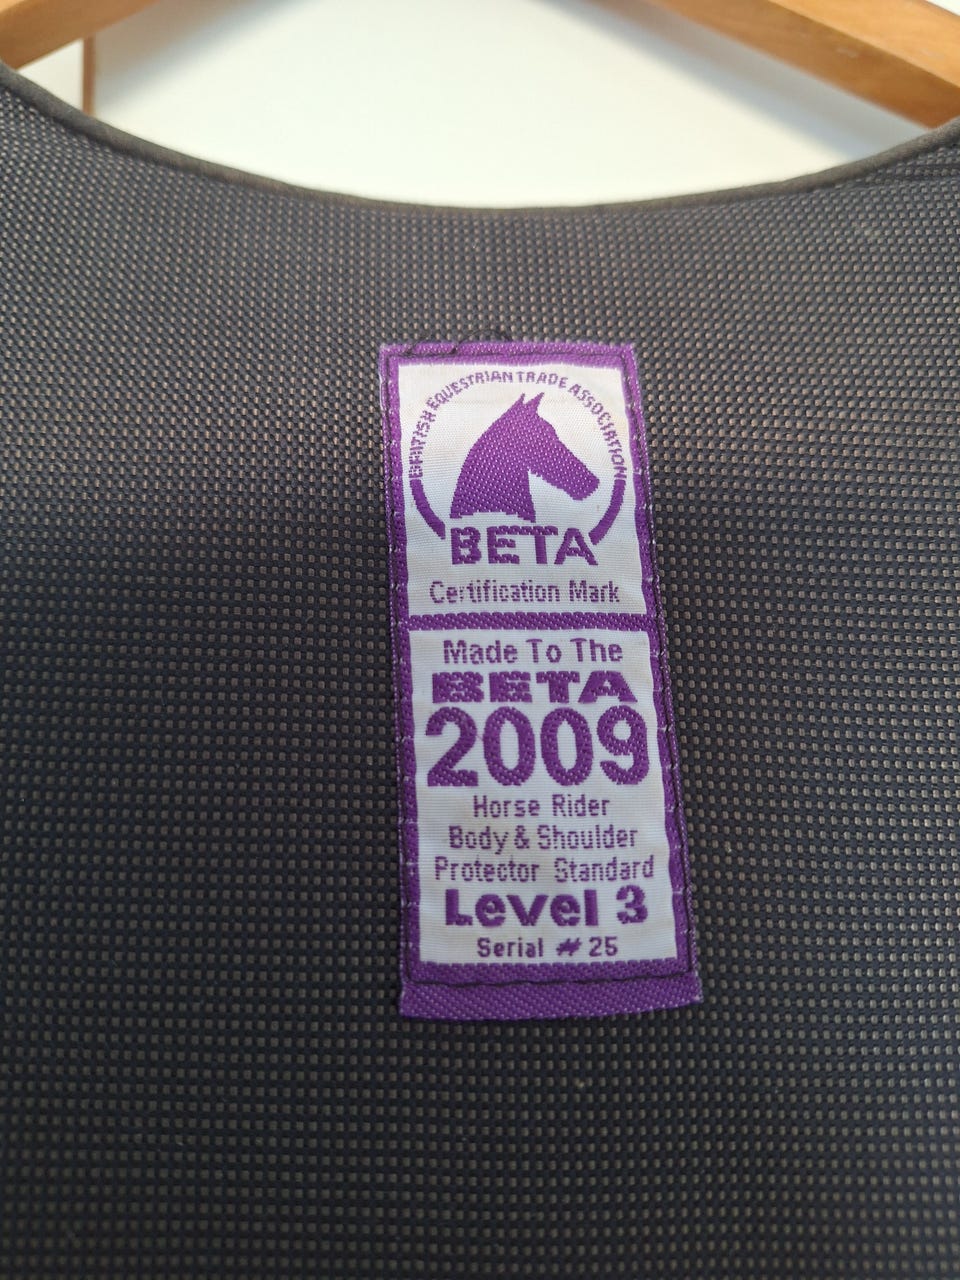 BRITISH EQUESTRIAN TRADE ASSOCIATION
BETA
Certification Mark
Made To The
BETA
2009
Horse Rider
Body & Shoulder
Protector Standard
Level 3
Serial # 25